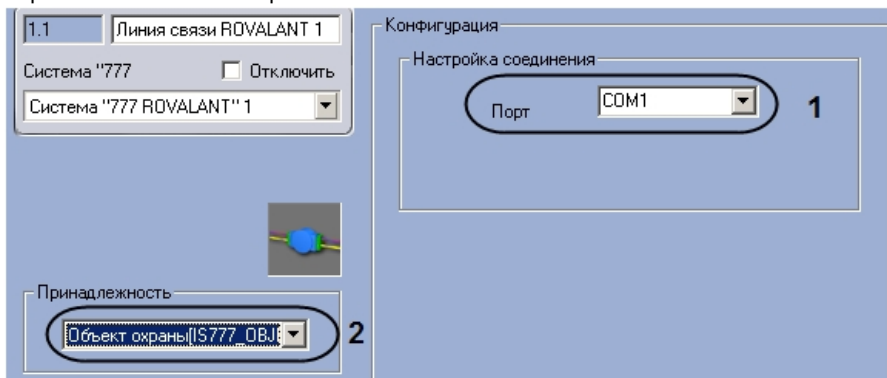 1.1 Линия связи ROVALANT 1
Система "777 Отключить
Система "777 ROVALANT" 1
Принадлежность
Объект охраны[IS777_OBJ
2
Конфигурация
Настройка соединения
Порт COM1 1